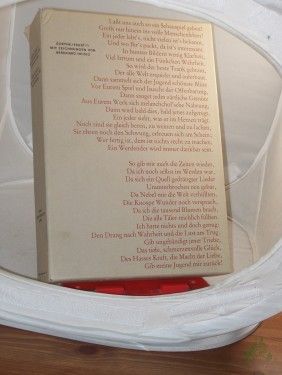 GOETHE/FAUST I
MIT ZEICHNUNGEN VON
BERNHARD HEISIG
Laßt uns auch so ein Schauspiel geben!
Greift nur hinein ins volle Menschenleben!
Ein jeder lebt's, nicht vielen ist's bekannt,
Und wo Ihr's packt, da ist's interessant.
In bunten Bildern wenig Klarheit,
Viel Irrtum und ein Fünkchen Wahrheit,
So wird der beste Trank gebraut,
Der alle Welt erquickt und auferbaut.
Dann sammelt sich der Jugend schönste Blüte
Vor Eurem Spiel und lauscht der Offenbarung,
Dann sauget jedes zärtliche Gemüte
Aus Eurem Werk sich melanchol'sche Nahrung,
Dann wird bald dies, bald jenes aufgeregt,
Ein jeder sieht, was er im Herzen trägt.
Noch sind sie gleich bereit, zu weinen und zu lachen,
Sie ehren noch den Schwung, erfreuen sich am Schein;
Wer fertig ist, dem ist nichts recht zu machen,
Ein Werdender wird immer dankbar sein.
So gib mir auch die Zeiten wieder,
Da ich noch selbst im Werden war,
Da sich ein Quell gedrängter Lieder
Ununterbrochen neu gebar,
Da Nebel mir die Welt verhüllten,
Die Knospe Wunder noch versprach,
Da ich die tausend Blumen brach,
Die alle Täler reichlich füllten.
Ich hatte nichts und doch genug:
Den Drang nach Wahrheit und die Lust am Trug.
Gib ungebändigt jene Triebe,
Das tiefe, schmerzenvolle Glück,
Des Hasses Kraft, die Macht der Liebe,
Gib meine Jugend mir zurück!